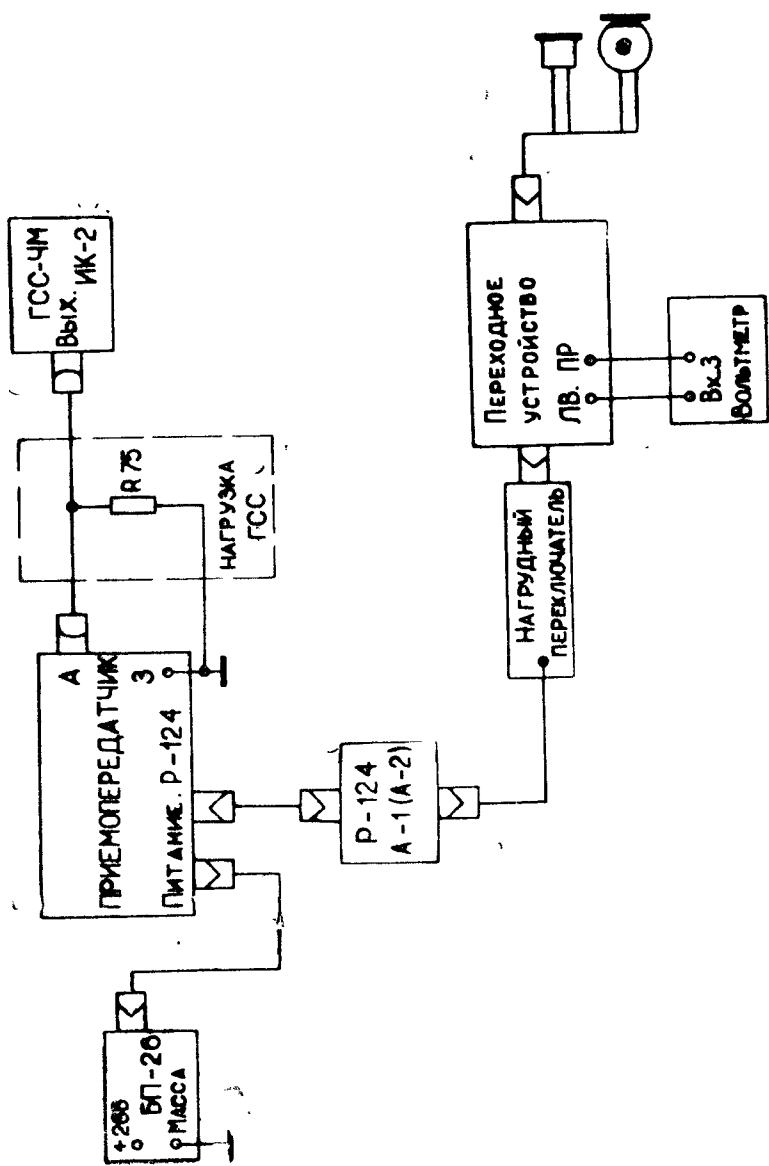 +26В
БП-26
МАССА
ПРИЕМОПЕРЕДАТЧИК
А
З
Питание. Р-124
НАГРУЗКА
ГСС
R 75
ГСС-ЧМ
Вых. ИК-2
Р-124
А-1 (А-2)
НАГРУДНЫЙ
ПЕРЕКЛЮЧАТЕЛЬ
ПЕРЕХОДНОЕ
УСТРОЙСТВО
ЛВ. ПР
Вх.3
ВОЛЬТМЕТР